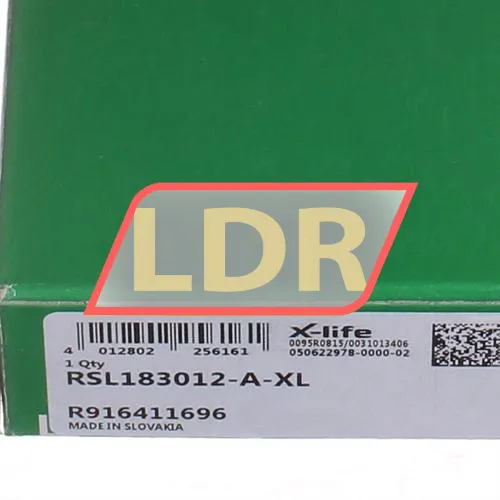 LDR
X-life
0095R0815/0031013406
4 012802 256161
050622978-0000-02
1 Qty
RSL183012-A-XL
R916411696
MADE IN SLOVAKIA